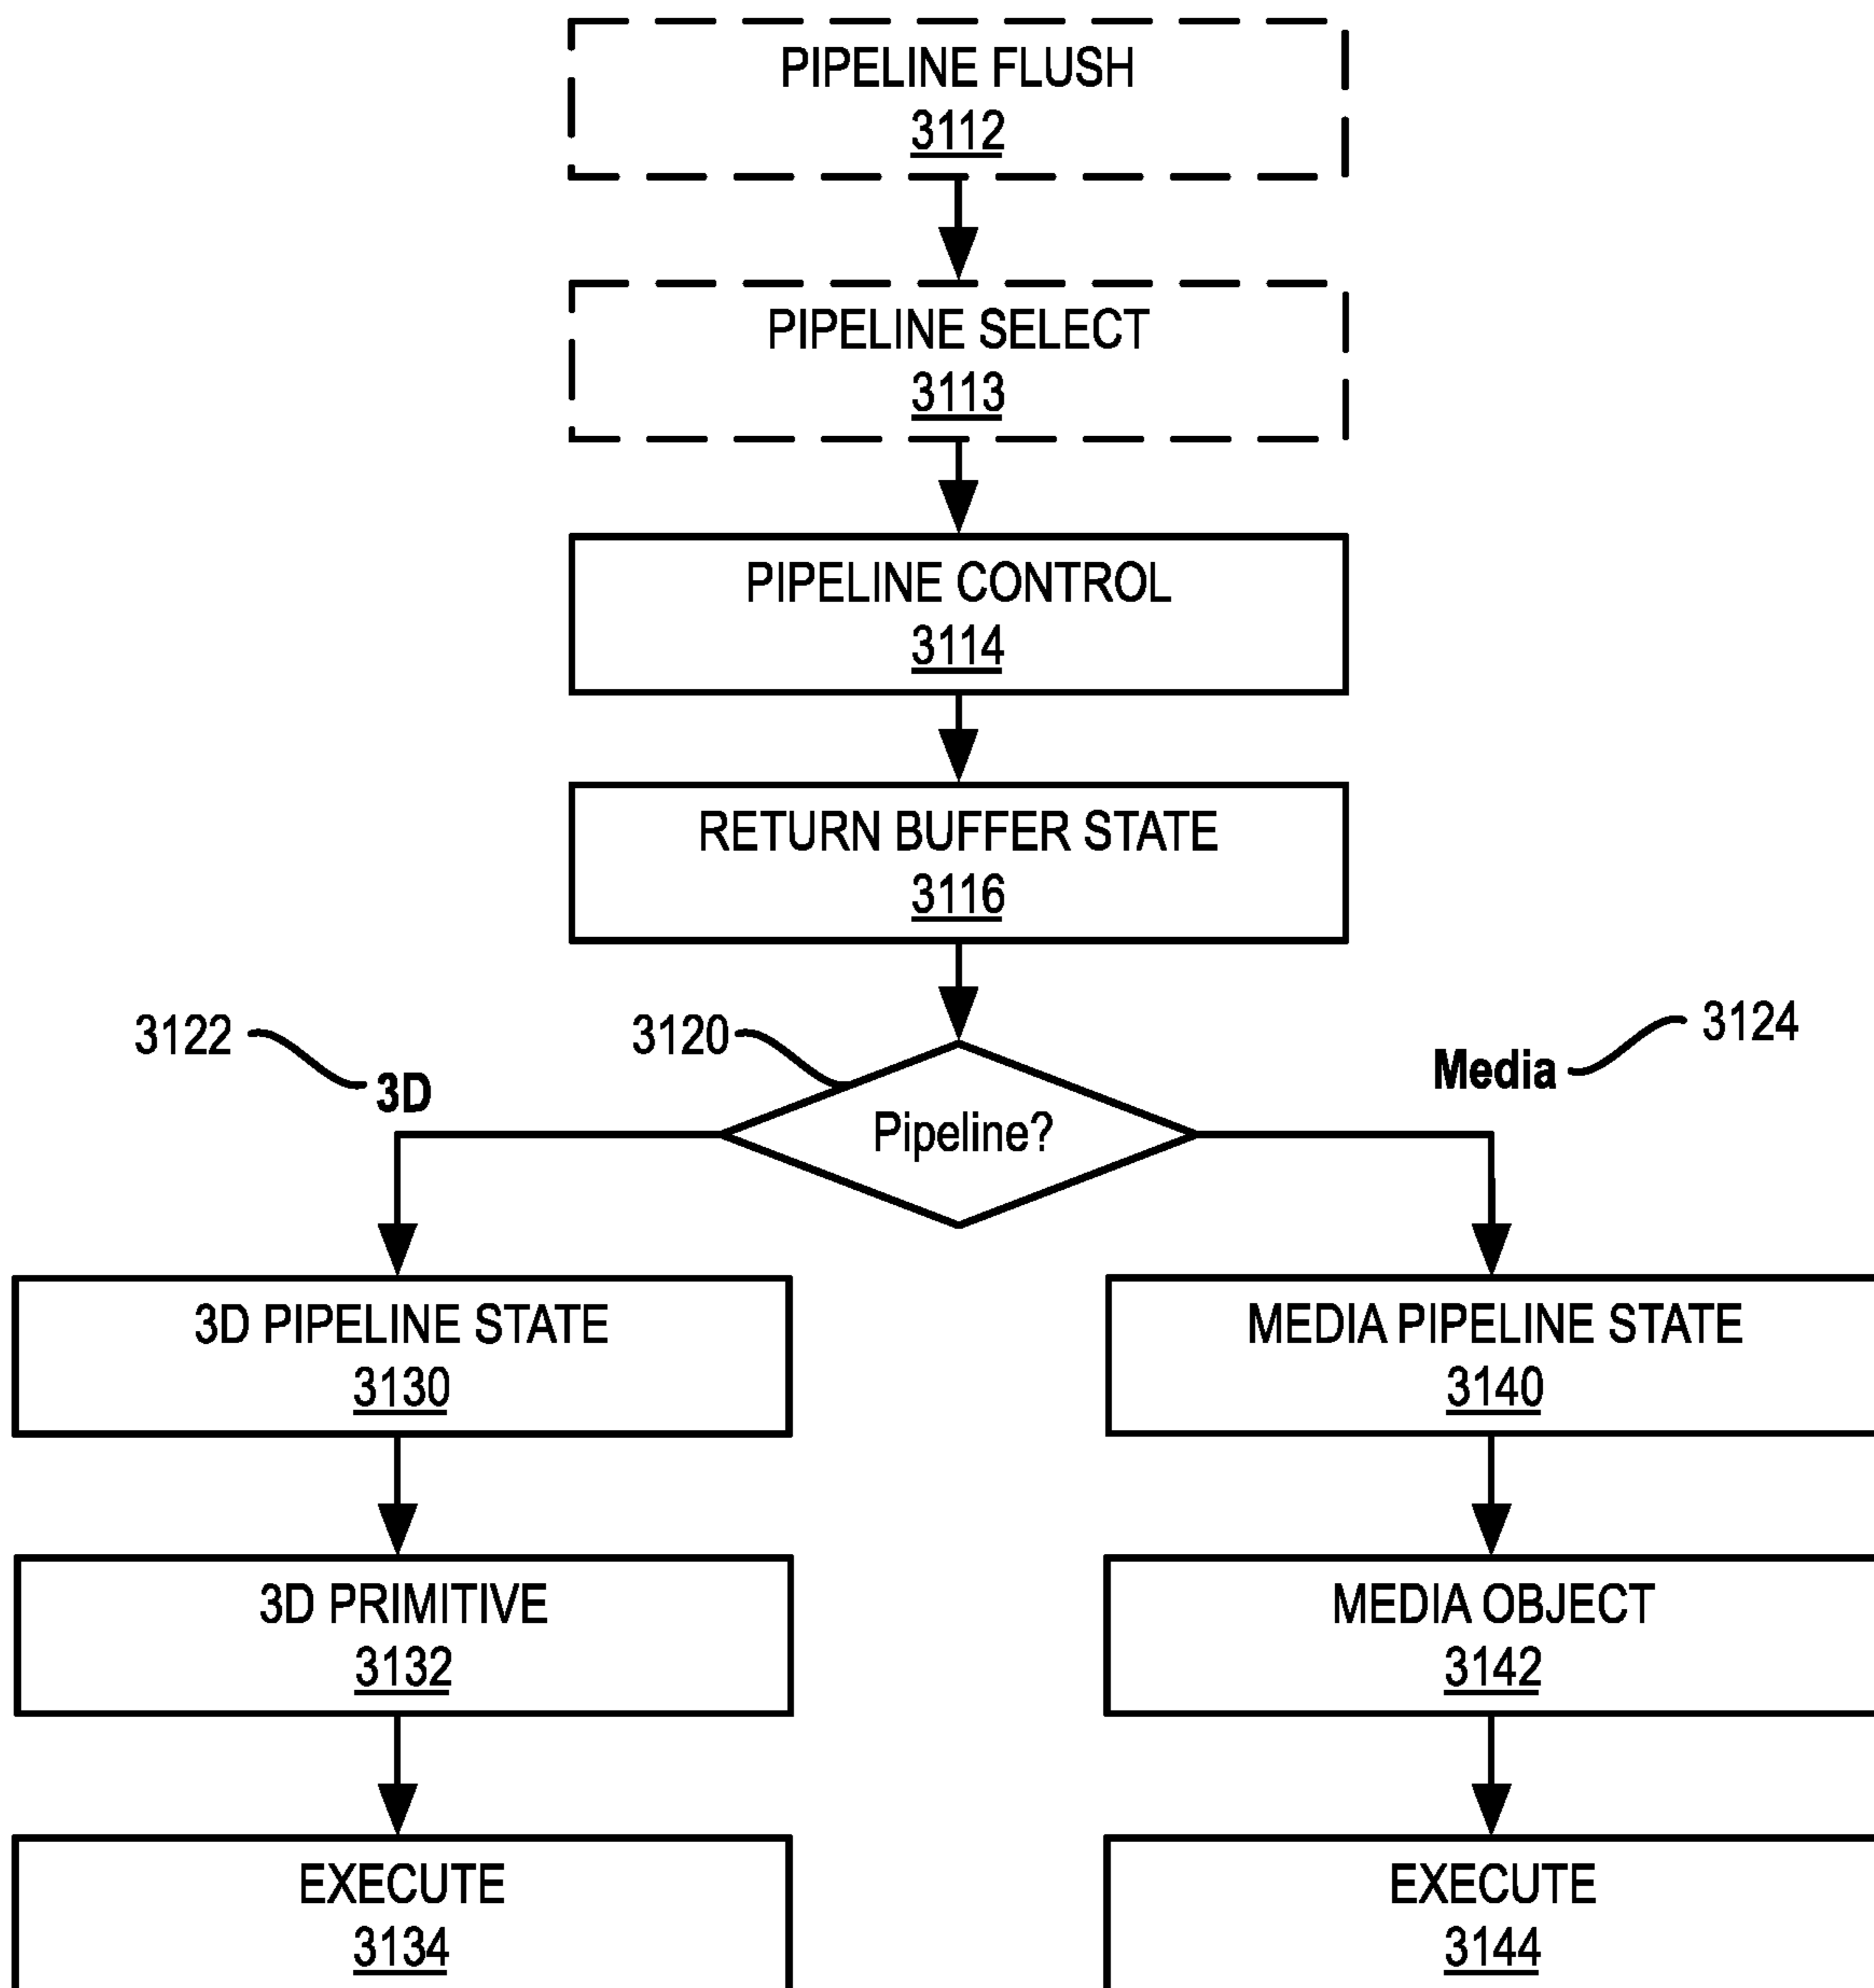 PIPELINE FLUSH
3112
PIPELINE SELECT
3113
PIPELINE CONTROL
3114
RETURN BUFFER STATE
3116
3122
3D
3120
Pipeline?
Media
3124
3D PIPELINE STATE
3130
MEDIA PIPELINE STATE
3140
3D PRIMITIVE
3132
MEDIA OBJECT
3142
EXECUTE
3134
EXECUTE
3144